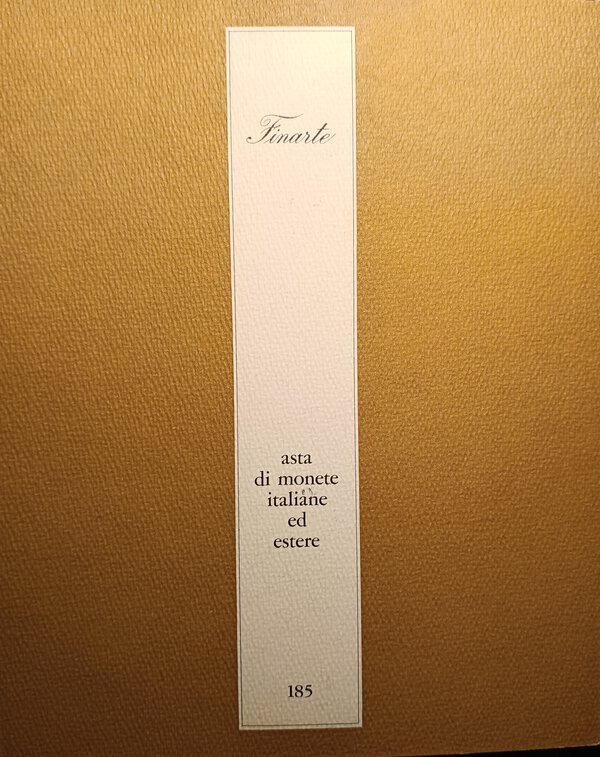 Finarte
asta
di monete
italiane
ed
estere
185